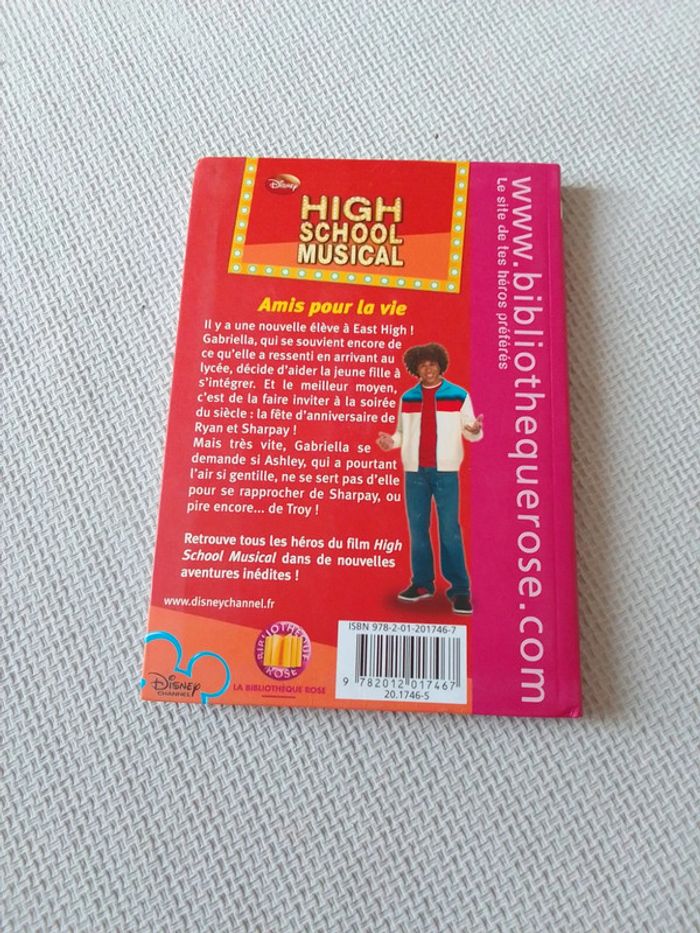 Disney
HIGH
SCHOOL
MUSICAL
Amis pour la vie
Il y a une nouvelle élève à East High !
Gabriella, qui se souvient encore de
ce qu'elle a ressenti en arrivant au
lycée, décide d'aider la jeune fille à
s'intégrer. Et le meilleur moyen,
c'est de la faire inviter à la soirée
du siècle : la fête d'anniversaire de
Ryan et Sharpay !
Mais très vite, Gabriella se
demande si Ashley, qui a pourtant
l'air si gentille, ne se sert pas d'elle
pour se rapprocher de Sharpay, ou
pire encore... de Troy !
Retrouve tous les héros du film High
School Musical dans de nouvelles
aventures inédites !
www.disneychannel.fr
Disney
CHANNEL
BIBLIOTHÈQUE
ROSE
LA BIBLIOTHÈQUE ROSE
ISBN 978-2-01-201746-7
9 782012 017467
20.1746-5
www.bibliothequerose.com
Le site de tes héros préférés